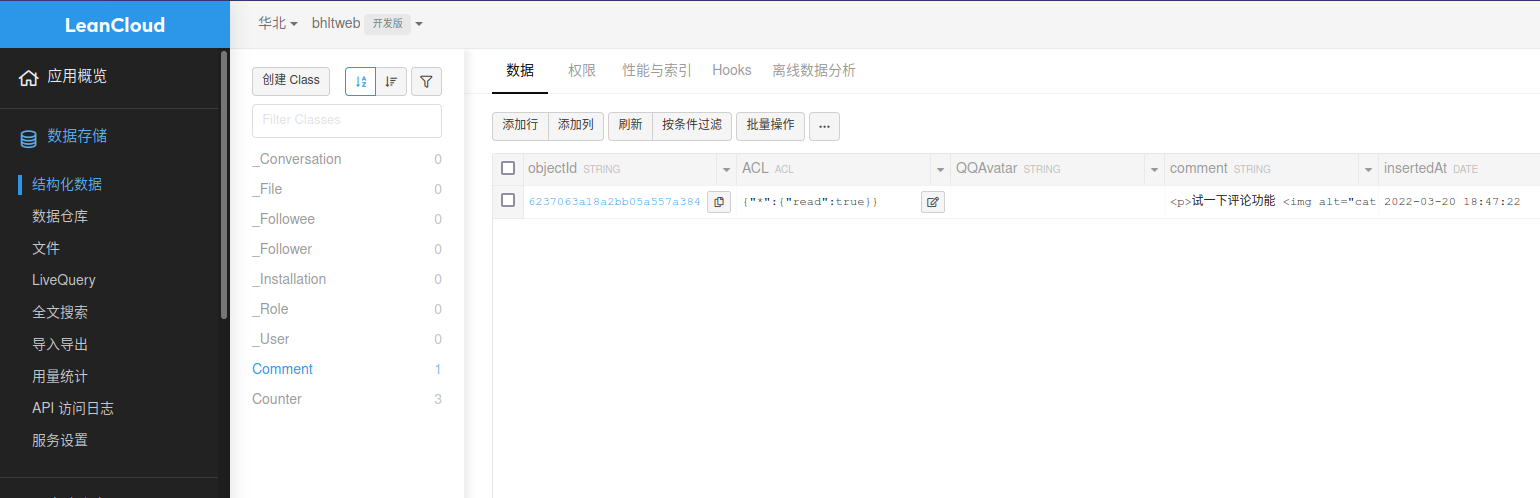 LeanCloud
华北 bhltweb 开发版
应用概览
数据存储
结构化数据
数据仓库
文件
LiveQuery
全文搜索
导入导出
用量统计
API 访问日志
服务设置
创建 Class
Filter Classes
_Conversation 0
_File 0
_Followee 0
_Follower 0
_Installation 0
_Role 0
_User 0
Comment 1
Counter 3
数据 权限 性能与索引 Hooks 离线数据分析
添加行 添加列 刷新 按条件过滤 批量操作 ...
objectId STRING ACL ACL QQAvatar STRING comment STRING insertedAt DATE
6237063a18a2bb05a557a384 {"*":{"read":true}} <p>试一下评论功能 <img alt="cat 2022-03-20 18:47:22